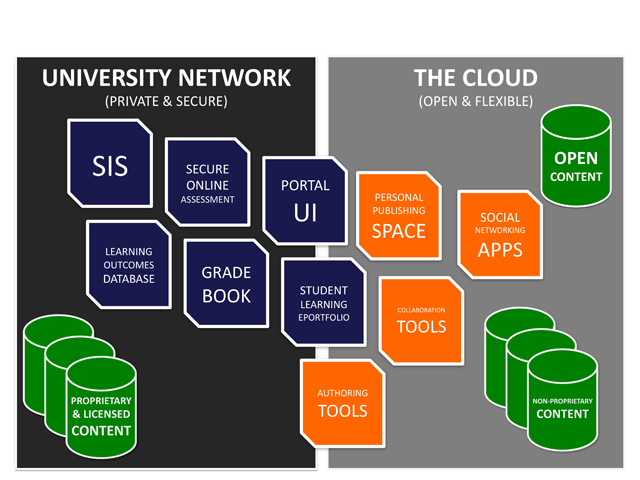 UNIVERSITY NETWORK
(PRIVATE & SECURE)
THE CLOUD
(OPEN & FLEXIBLE)
SIS
SECURE
ONLINE
ASSESSMENT
PORTAL
UI
PERSONAL
PUBLISHING
SPACE
SOCIAL
NETWORKING
APPS
OPEN
CONTENT
LEARNING
OUTCOMES
DATABASE
GRADE
BOOK
STUDENT
LEARNING
EPORTFOLIO
COLLABORATION
TOOLS
AUTHORING
TOOLS
PROPRIETARY
& LICENSED
CONTENT
NON-PROPRIETARY
CONTENT